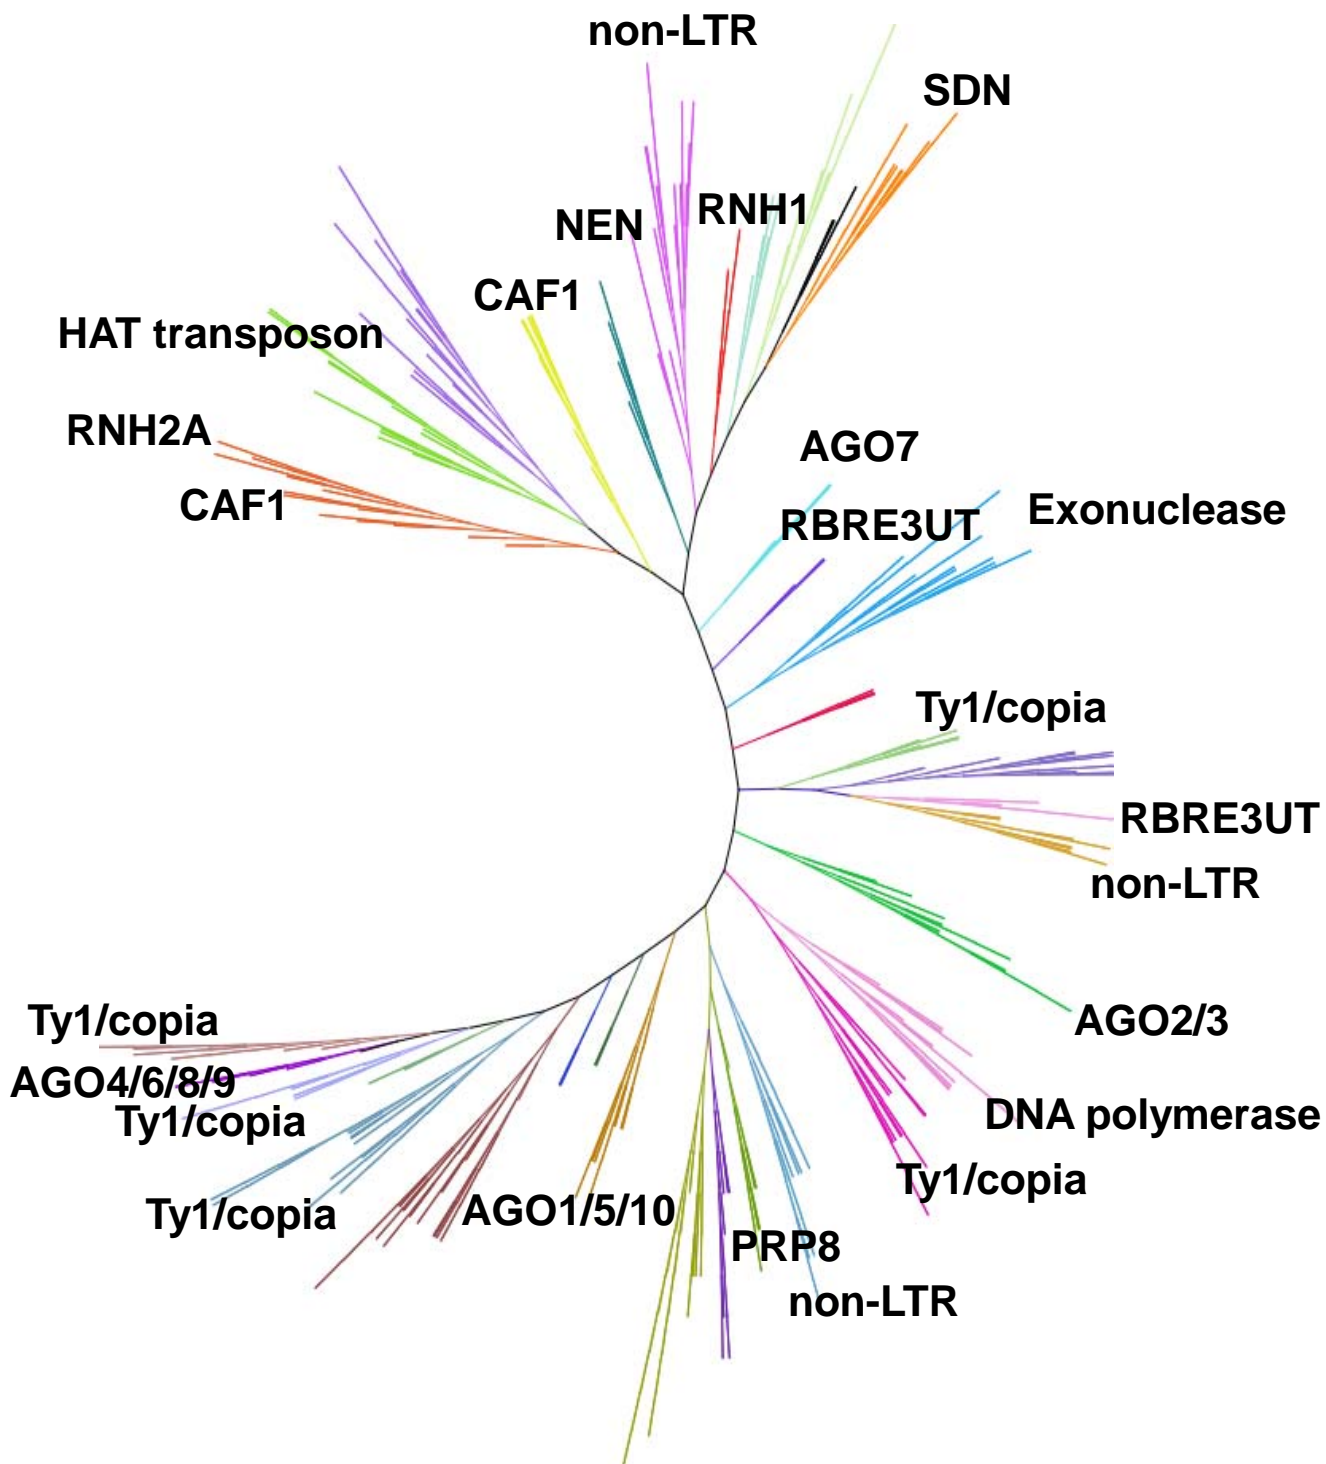 non-LTR
SDN
RNH1
NEN
CAF1
HAT transposon
RNH2A
AGO7
CAF1
RBRE3UT
Exonuclease
Ty1/copia
RBRE3UT
non-LTR
Ty1/copia
AGO2/3
AGO4/6/8/9
Ty1/copia
DNA polymerase
Ty1/copia
Ty1/copia
AGO1/5/10
PRP8
non-LTR